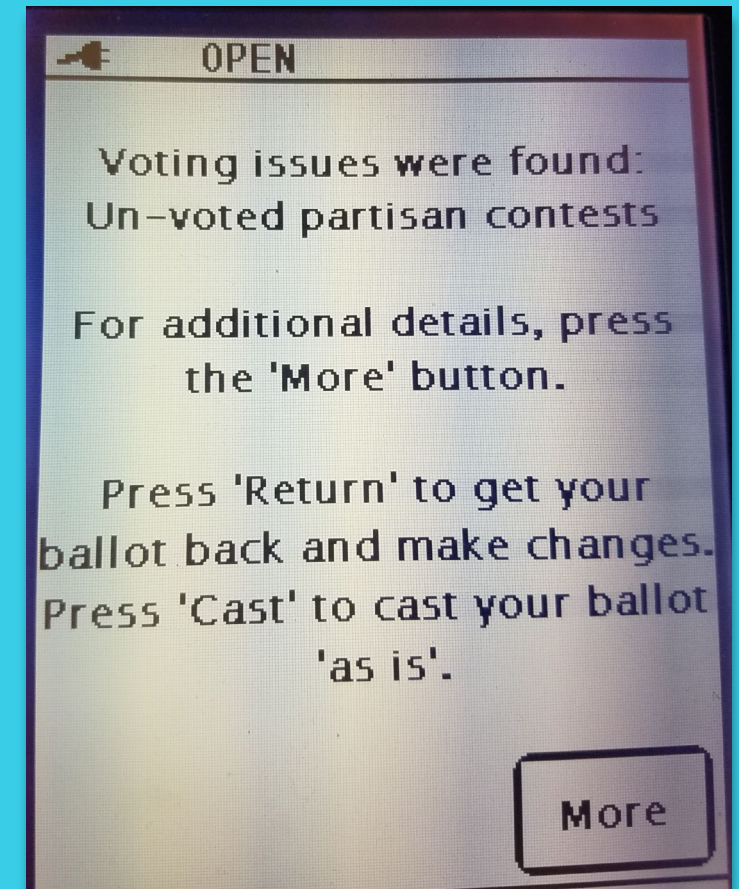 OPEN
Voting issues were found:
Un-voted partisan contests
For additional details, press
the 'More' button.
Press 'Return' to get your
ballot back and make changes.
Press 'Cast' to cast your ballot
'as is'.
More